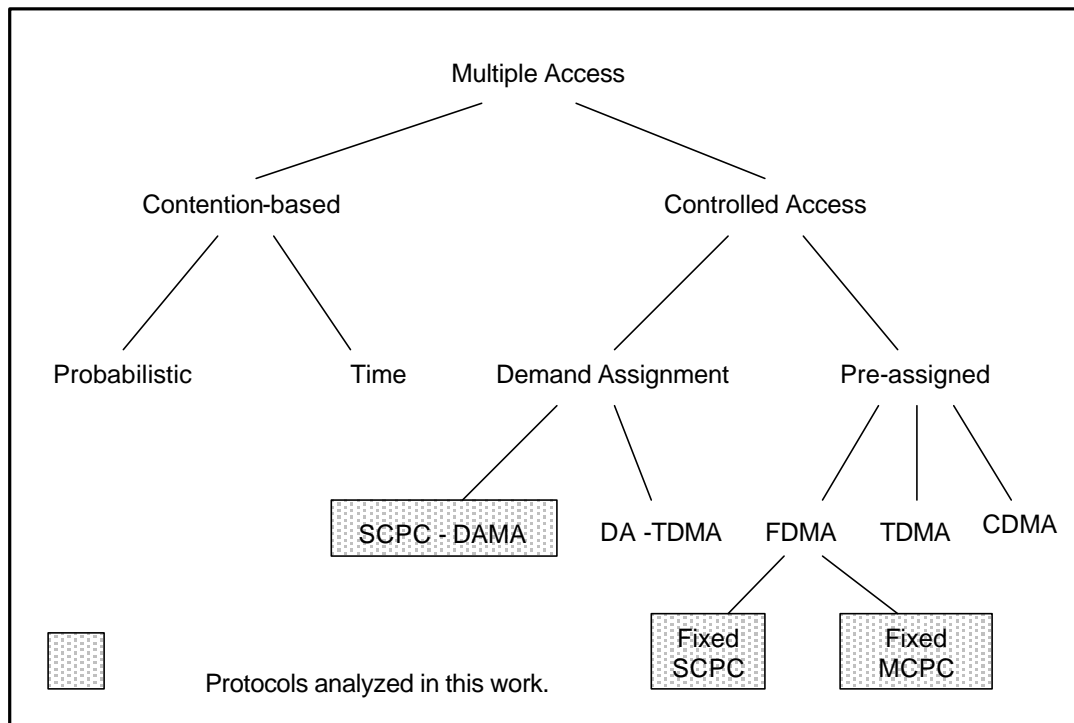 Multiple Access
Contention-based
Controlled Access
Probabilistic
Time
Demand Assignment
Pre-assigned
SCPC - DAMA
DA -TDMA
FDMA
TDMA
CDMA
Fixed
SCPC
Fixed
MCPC
Protocols analyzed in this work.